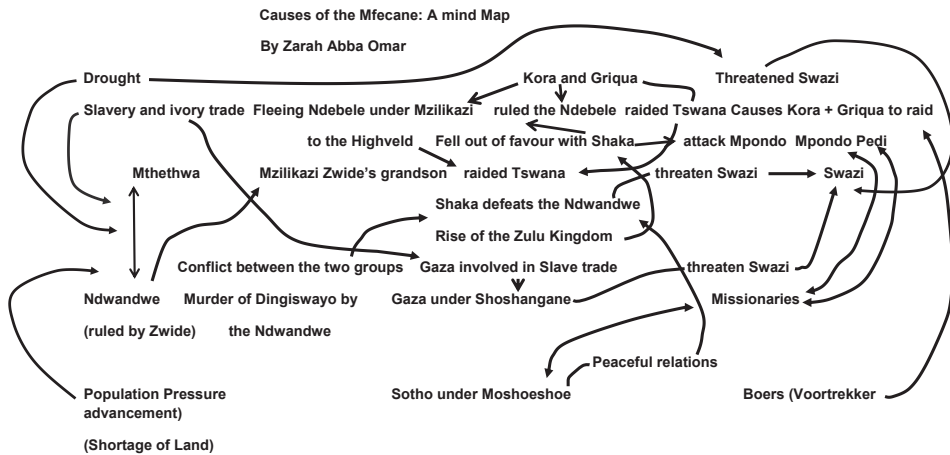 Causes of the Mfecane: A mind Map
By Zarah Abba Omar
Drought Kora and Griqua Threatened Swazi
Slavery and ivory trade Fleeing Ndebele under Mzilikazi ruled the Ndebele raided Tswana Causes Kora + Griqua to raid
to the Highveld Fell out of favour with Shaka attack Mpondo Mpondo Pedi
Mthethwa Mzilikazi Zwide's grandson raided Tswana threaten Swazi Swazi
Shaka defeats the Ndwandwe
Rise of the Zulu Kingdom
Conflict between the two groups Gaza involved in Slave trade threaten Swazi
Ndwandwe Murder of Dingiswayo by Gaza under Shoshangane Missionaries
(ruled by Zwide) the Ndwandwe
Peaceful relations
Population Pressure Sotho under Moshoeshoe Boers (Voortrekker
advancement)
(Shortage of Land)